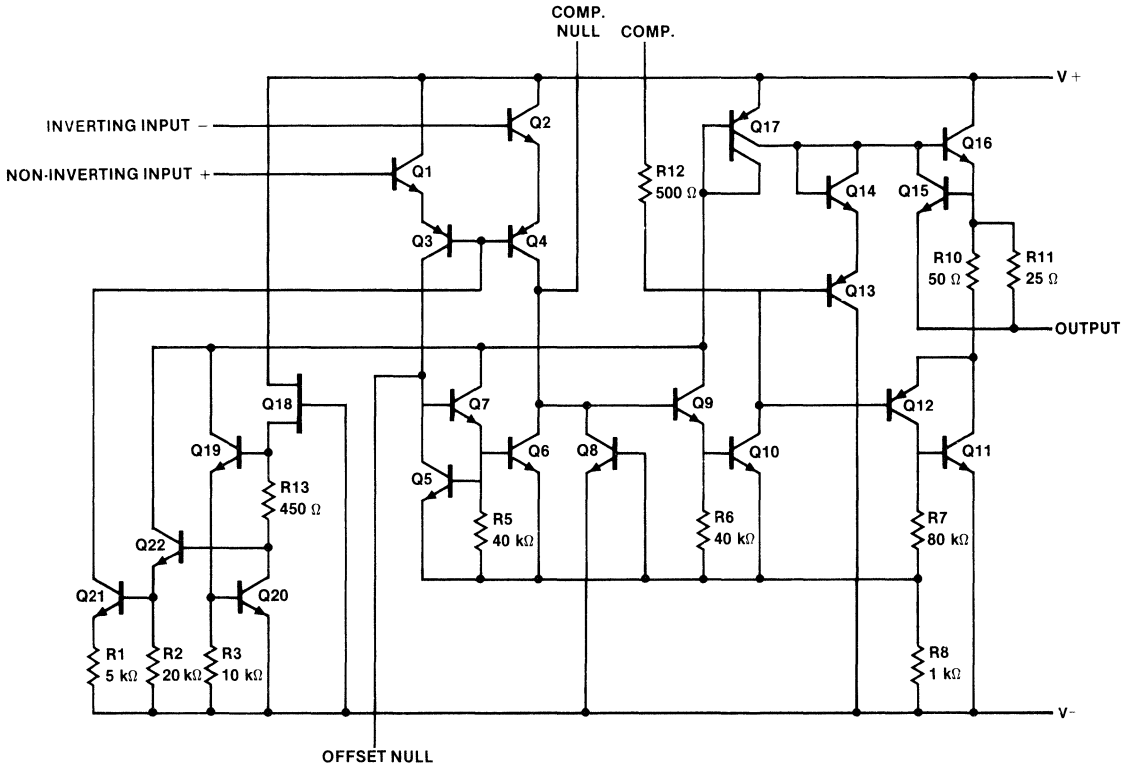 COMP.
NULL
COMP.
V +
INVERTING INPUT −
Q2
Q17
Q16
NON-INVERTING INPUT +
Q1
R12
500 Ω
Q14
Q15
Q3
Q4
R10
50 Ω
R11
25 Ω
Q13
OUTPUT
Q18
Q7
Q9
Q12
Q19
Q5
Q6
Q8
Q10
Q11
R13
450 Ω
R5
40 kΩ
R6
40 kΩ
R7
80 kΩ
Q22
Q21
Q20
R1
5 kΩ
R2
20 kΩ
R3
10 kΩ
R8
1 kΩ
V−
OFFSET NULL